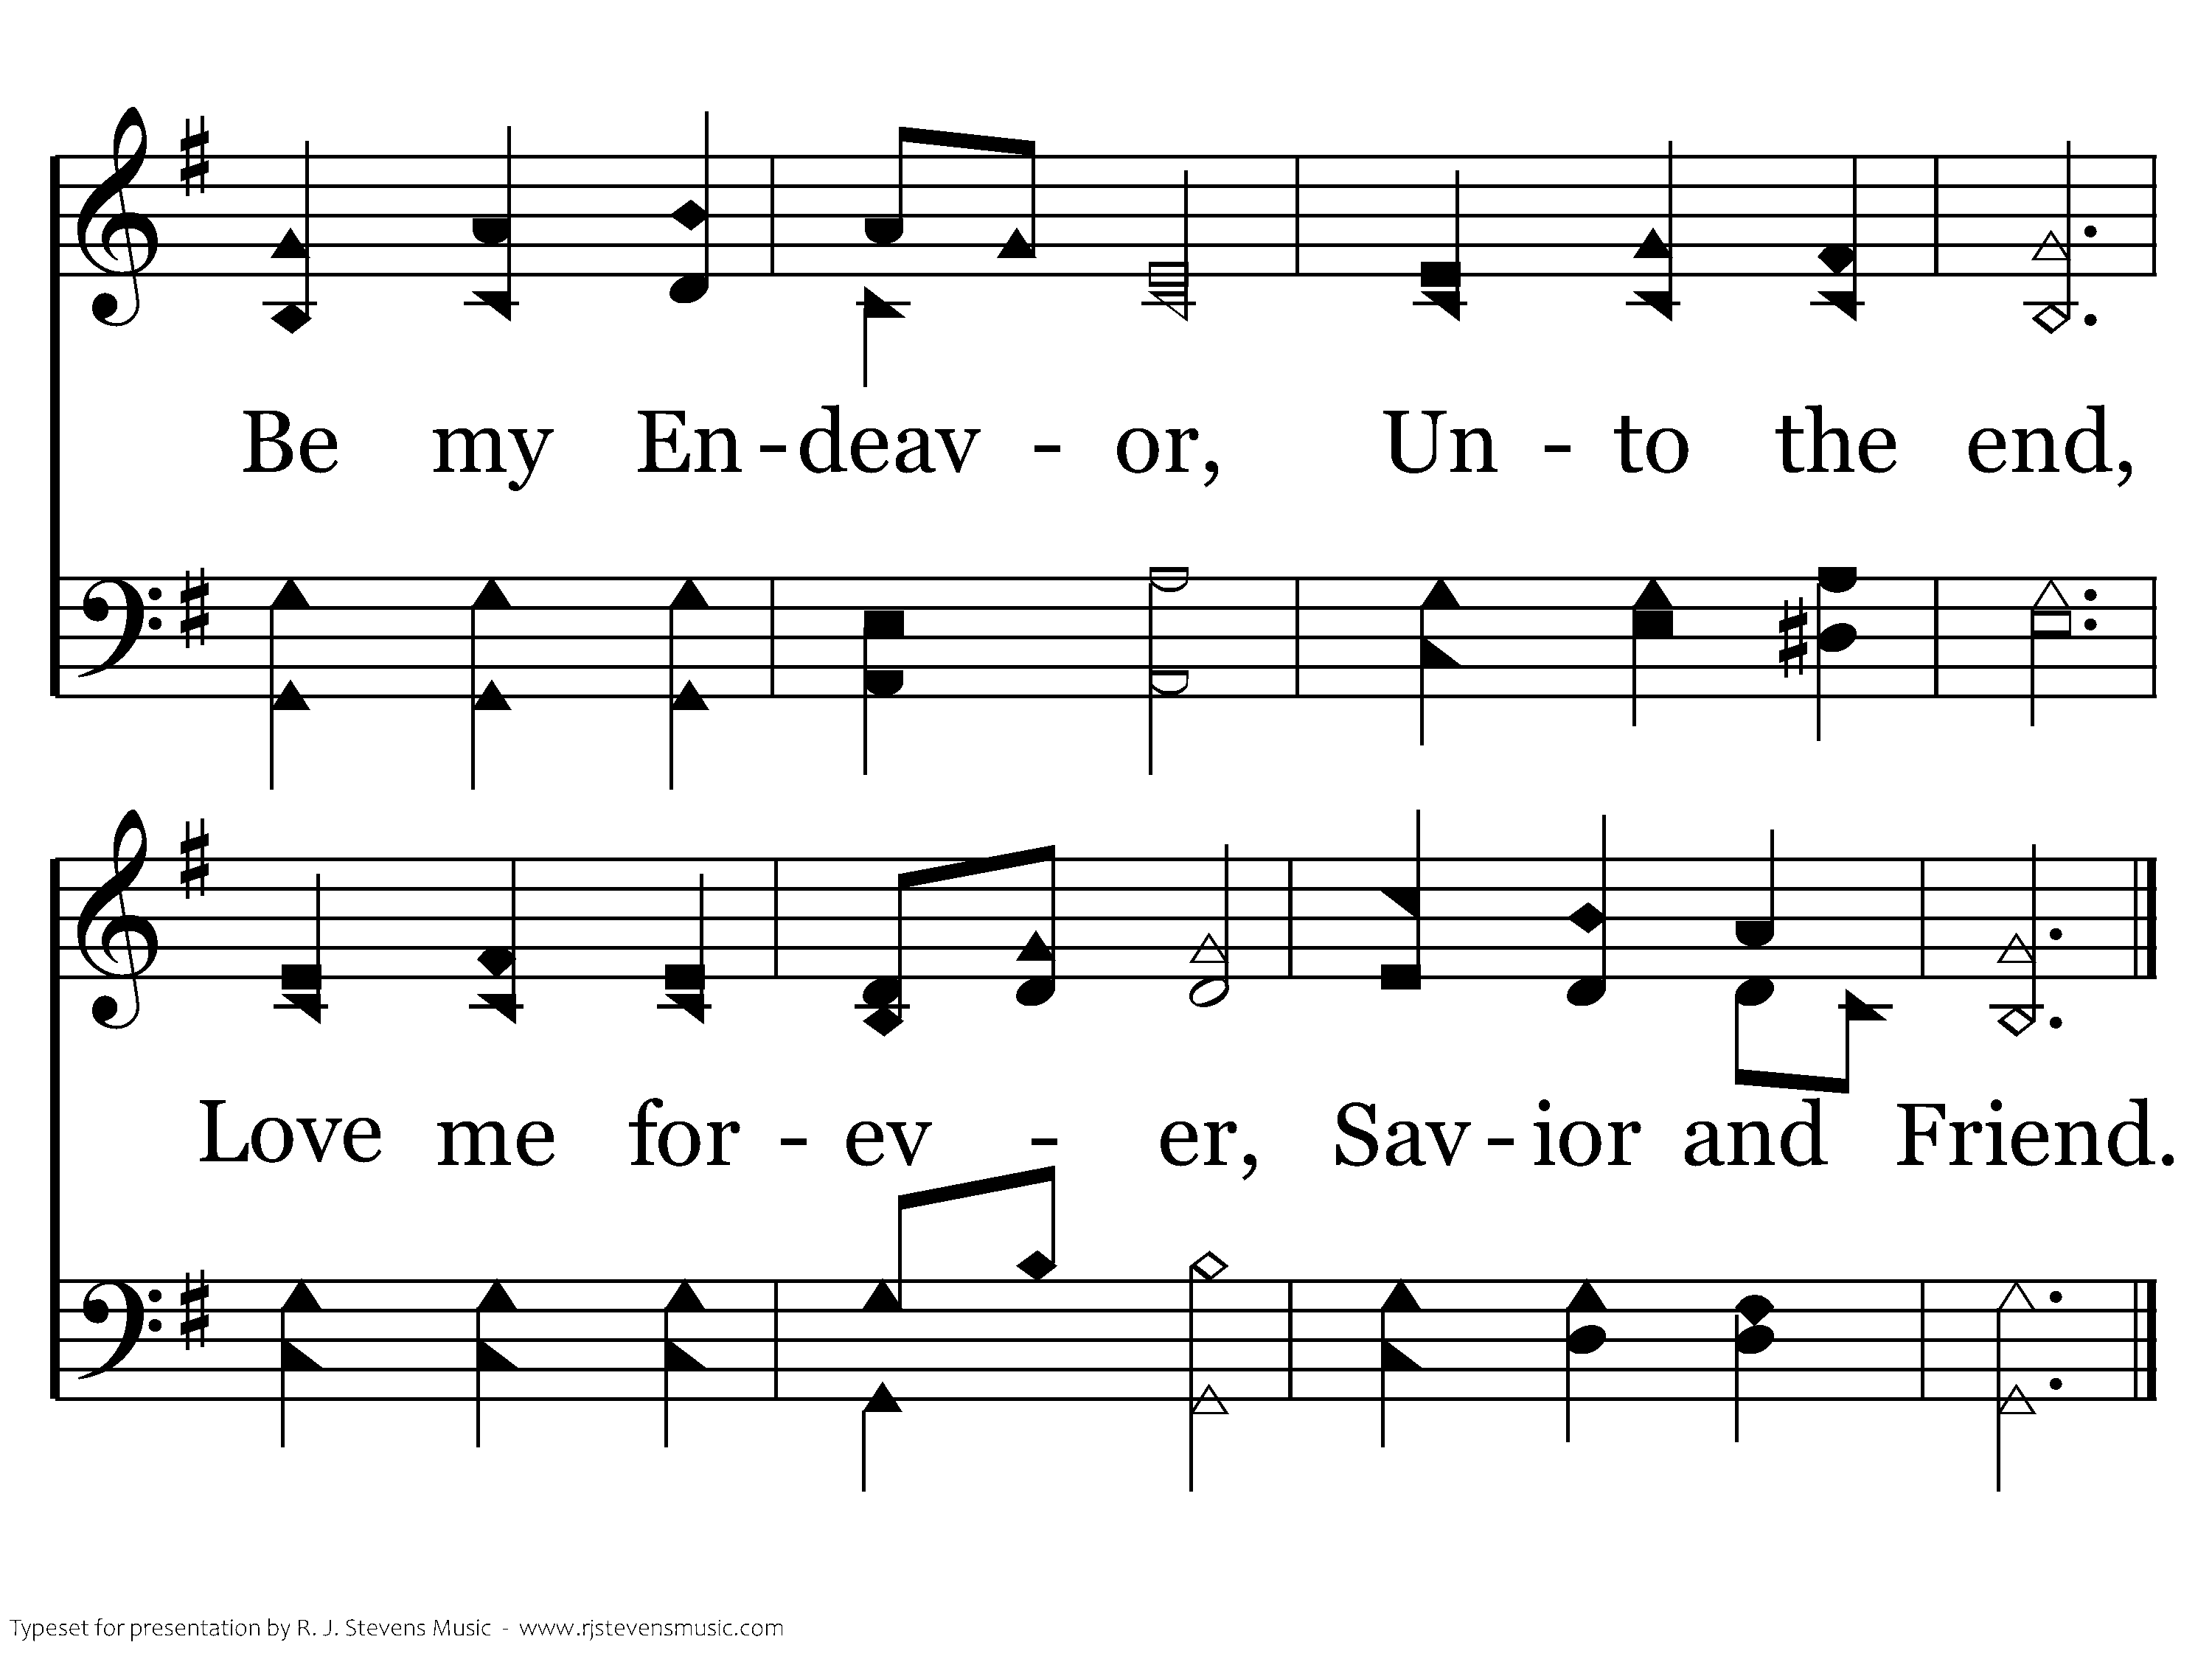 Be my En - deav - or, Un - to the end,
Love me for - ev - er, Sav - ior and Friend.
Typeset for presentation by R. J. Stevens Music - www.rjstevensmusic.com